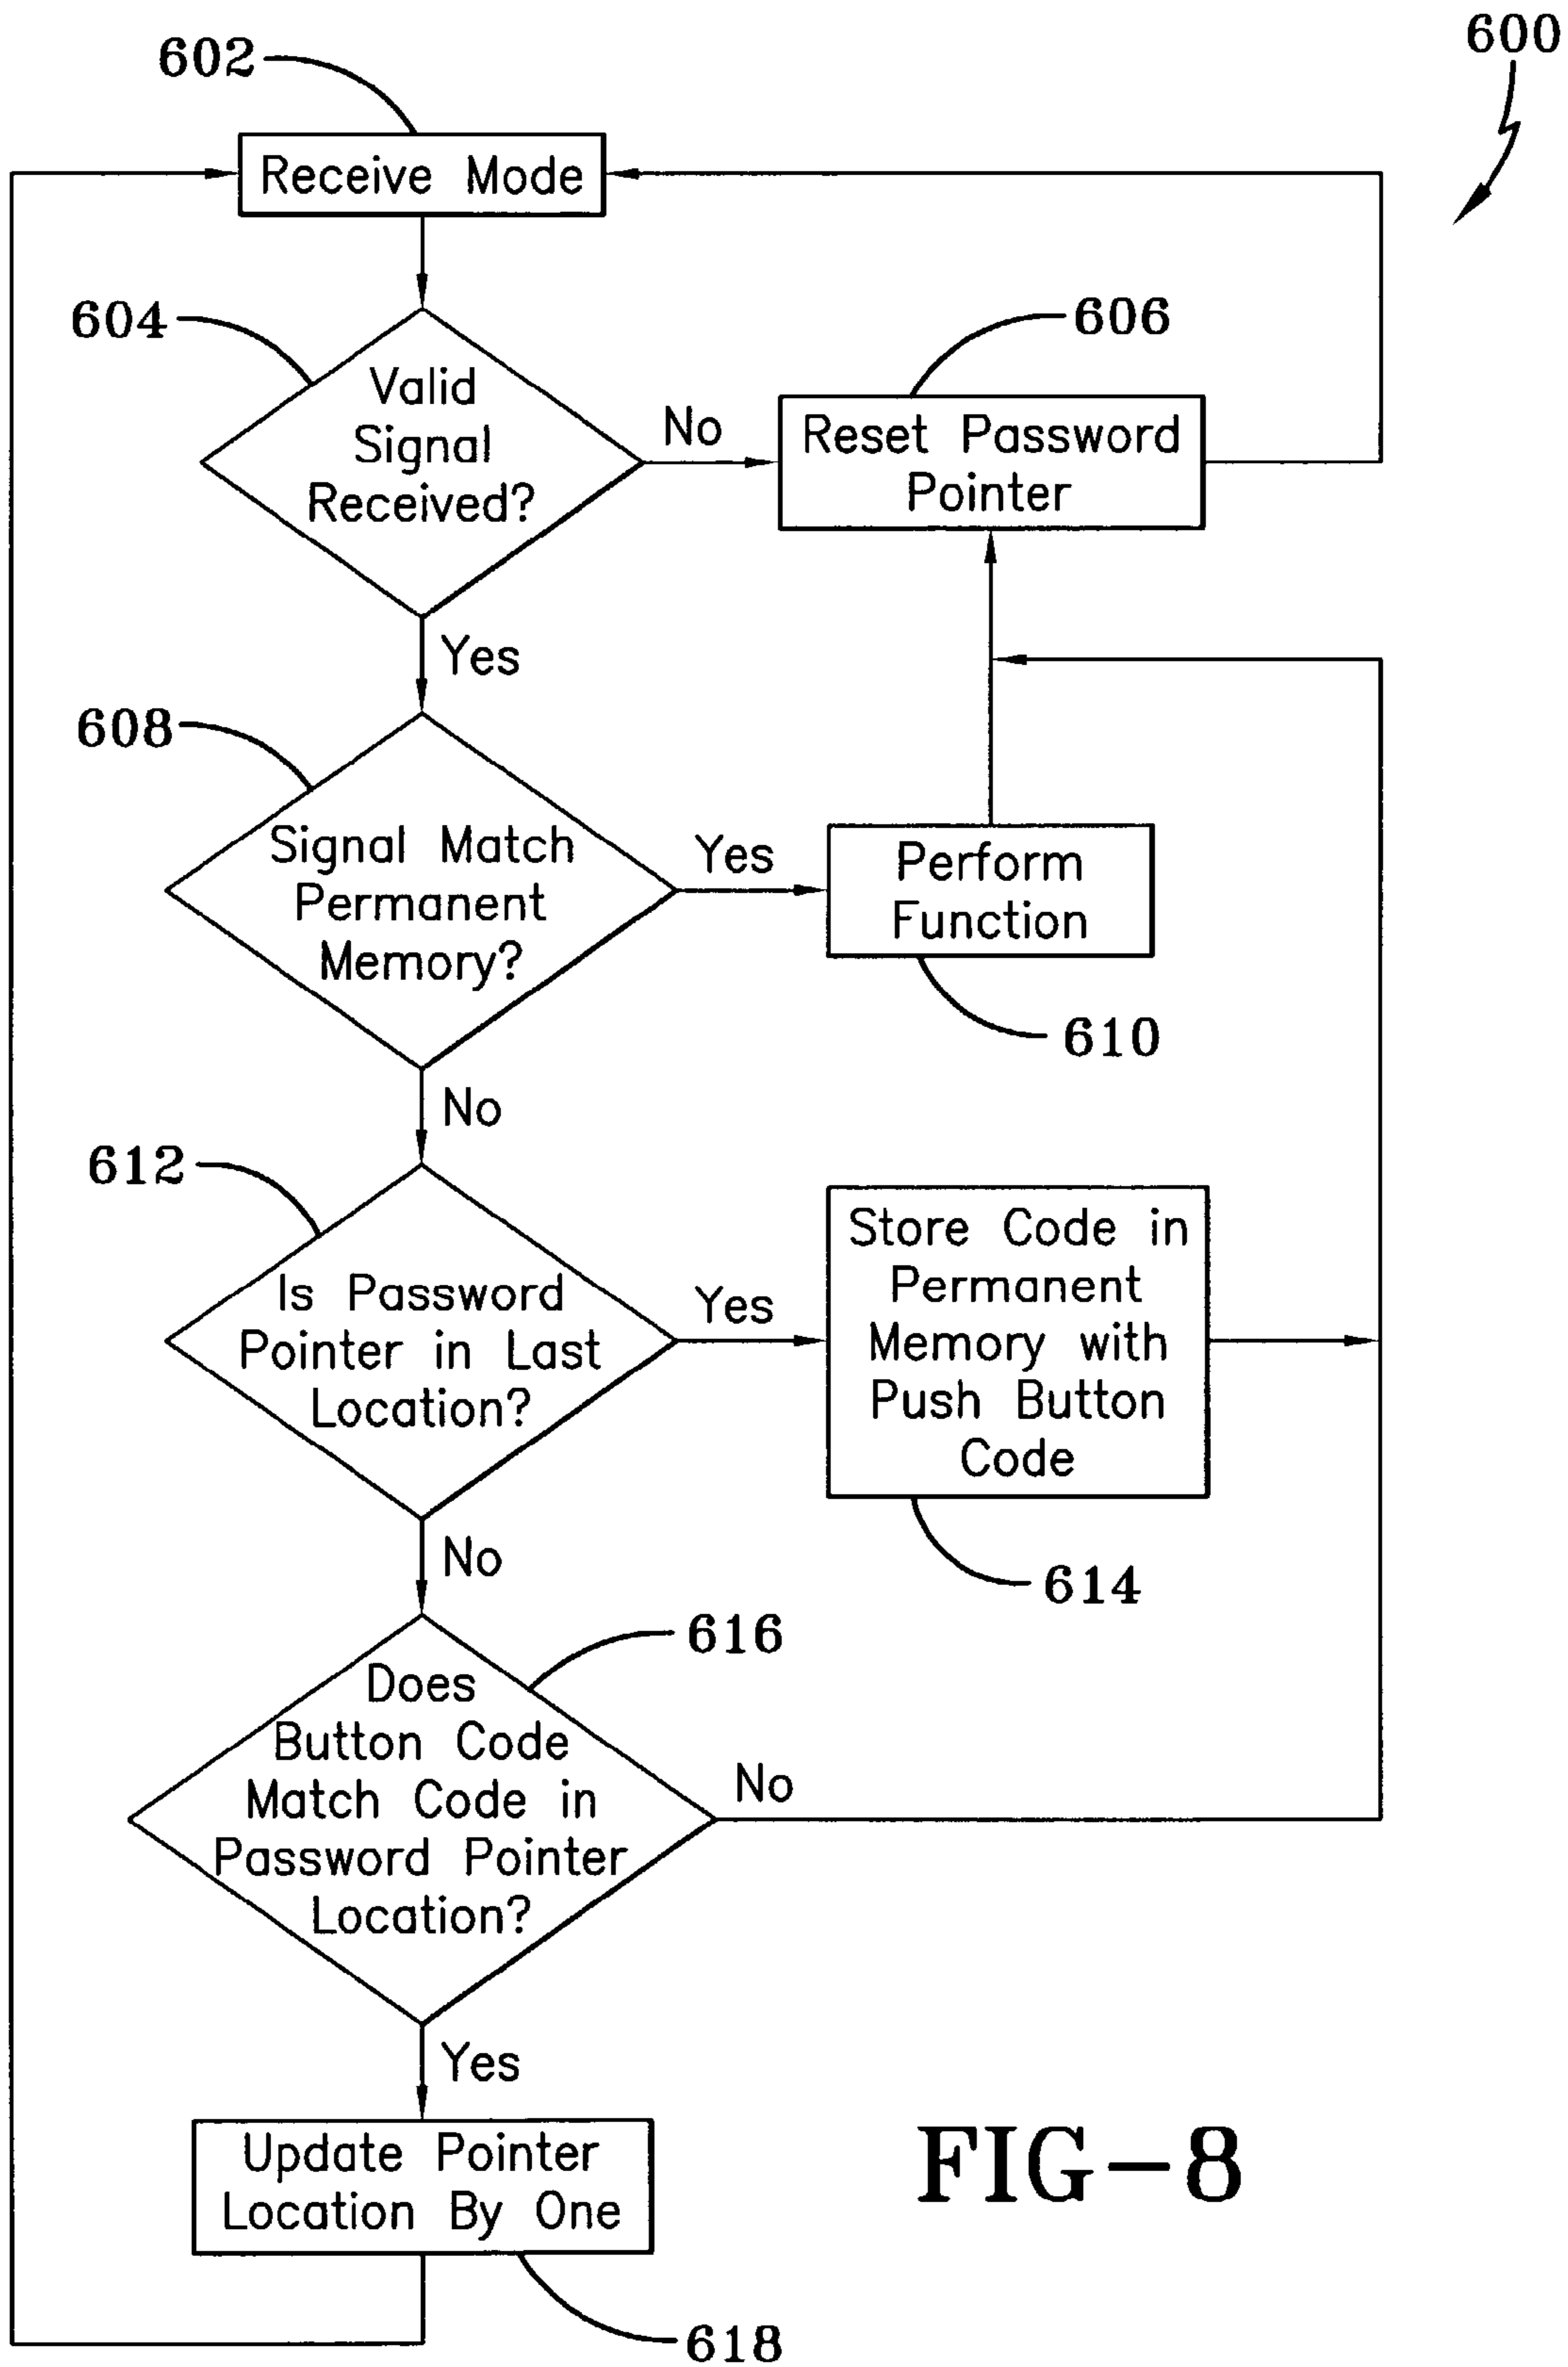 600
602
Receive Mode
604
Valid
Signal
Received?
No
606
Reset Password
Pointer
Yes
608
Signal Match
Permanent
Memory?
Yes
Perform
Function
610
No
612
Is Password
Pointer in Last
Location?
Yes
Store Code in
Permanent
Memory with
Push Button
Code
614
No
616
Does
Button Code
Match Code in
Password Pointer
Location?
No
Yes
Update Pointer
Location By One
618
FIG-8